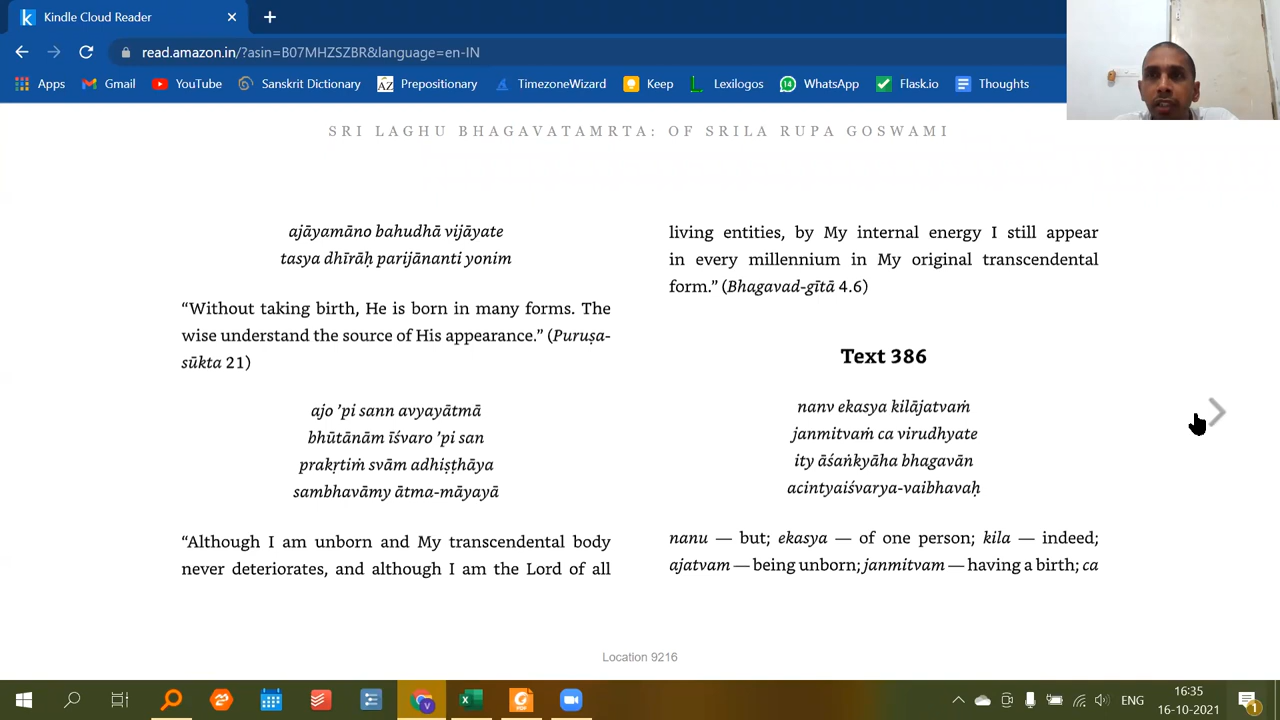 Kindle Cloud Reader
read.amazon.in/?asin=B07MHZSZBR&language=en-IN
Apps Gmail YouTube Sanskrit Dictionary Prepositionary TimezoneWizard Keep Lexilogos WhatsApp Flask.io Thoughts
SRI LAGHU BHAGAVATAMRTA: OF SRILA RUPA GOSWAMI
ajāyamāno bahudhā vijāyate
tasya dhīrāḥ parijānanti yonim
“Without taking birth, He is born in many forms. The
wise understand the source of His appearance.” (Puruṣa-
sūkta 21)
ajo ’pi sann avyayātmā
bhūtānām īśvaro ’pi san
prakṛtiṁ svām adhiṣṭhāya
sambhavāmy ātma-māyayā
“Although I am unborn and My transcendental body
never deteriorates, and although I am the Lord of all
living entities, by My internal energy I still appear
in every millennium in My original transcendental
form.” (Bhagavad-gītā 4.6)
Text 386
nanv ekasya kilājatvaṁ
janmitvaṁ ca virudhyate
ity āśaṅkyāha bhagavān
acintyaiśvarya-vaibhavaḥ
nanu — but; ekasya — of one person; kila — indeed;
ajatvam — being unborn; janmitvam — having a birth; ca
Location 9216
ENG
16:35
16-10-2021